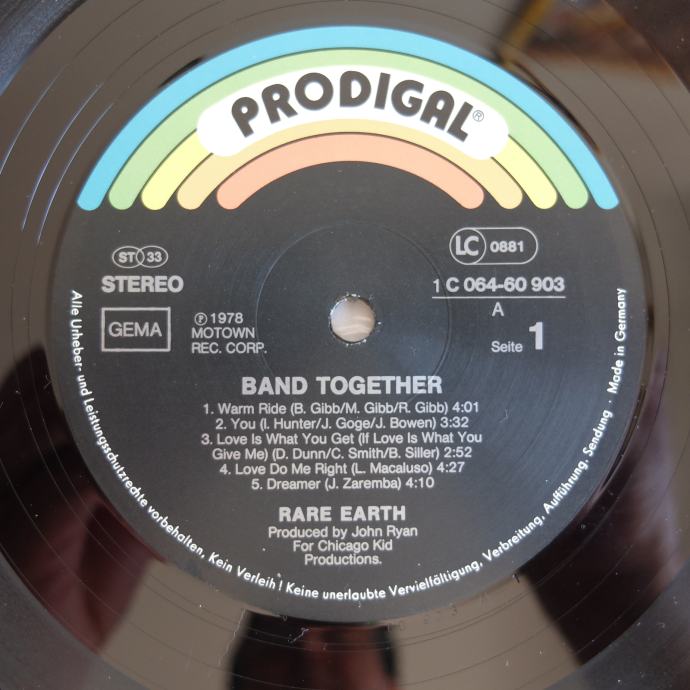 PRODIGAL®
ST 33
STEREO
GEMA
℗ 1978
MOTOWN
REC. CORP.
LC 0881
1 C 064-60 903
A
Seite 1
BAND TOGETHER
1. Warm Ride (B. Gibb/M. Gibb/R. Gibb) 4:01
2. You (I. Hunter/J. Goge/J. Bowen) 3:32
3. Love Is What You Get (If Love Is What You
Give Me) (D. Dunn/C. Smith/B. Siller) 2:52
4. Love Do Me Right (L. Macaluso) 4:27
5. Dreamer (J. Zaremba) 4:10
RARE EARTH
Produced by John Ryan
For Chicago Kid
Productions.
Alle Urheber- und Leistungsschutzrechte vorbehalten, Kein Verleih! Keine unerlaubte Vervielfältigung, Verbreitung, Aufführung, Sendung · Made in Germany